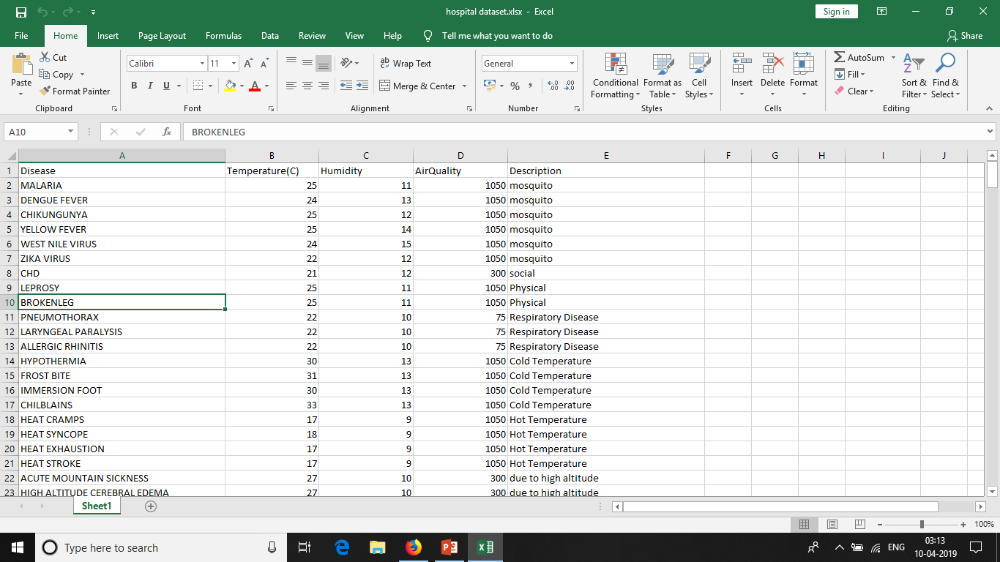 hospital dataset.xlsx - Excel
Sign in
File Home Insert Page Layout Formulas Data Review View Help Tell me what you want to do Share
Paste
Cut
Copy
Format Painter
Clipboard
Calibri 11 A A
B I U A
Font
ab
Wrap Text
Merge & Center
Alignment
General
% ,
.00 .0
Number
Conditional Formatting
Format as Table
Cell Styles
Styles
Insert Delete Format
Cells
AutoSum
Fill
Clear
Sort & Filter
Find & Select
Editing
A10 fx BROKENLEG
A B C D E F G H I J
1 Disease Temperature(C) Humidity AirQuality Description
2 MALARIA 25 11 1050 mosquito
3 DENGUE FEVER 24 13 1050 mosquito
4 CHIKUNGUNYA 25 12 1050 mosquito
5 YELLOW FEVER 25 14 1050 mosquito
6 WEST NILE VIRUS 24 15 1050 mosquito
7 ZIKA VIRUS 22 12 1050 mosquito
8 CHD 21 12 300 social
9 LEPROSY 25 11 1050 Physical
10 BROKENLEG 25 11 1050 Physical
11 PNEUMOTHORAX 22 10 75 Respiratory Disease
12 LARYNGEAL PARALYSIS 22 10 75 Respiratory Disease
13 ALLERGIC RHINITIS 22 10 75 Respiratory Disease
14 HYPOTHERMIA 30 13 1050 Cold Temperature
15 FROST BITE 31 13 1050 Cold Temperature
16 IMMERSION FOOT 30 13 1050 Cold Temperature
17 CHILBLAINS 33 13 1050 Cold Temperature
18 HEAT CRAMPS 17 9 1050 Hot Temperature
19 HEAT SYNCOPE 18 9 1050 Hot Temperature
20 HEAT EXHAUSTION 17 9 1050 Hot Temperature
21 HEAT STROKE 17 9 1050 Hot Temperature
22 ACUTE MOUNTAIN SICKNESS 27 10 300 due to high altitude
23 HIGH ALTITUDE CEREBRAL EDEMA 27 10 300 due to high altitude
Sheet1
100%
Type here to search
ENG
03:13
10-04-2019